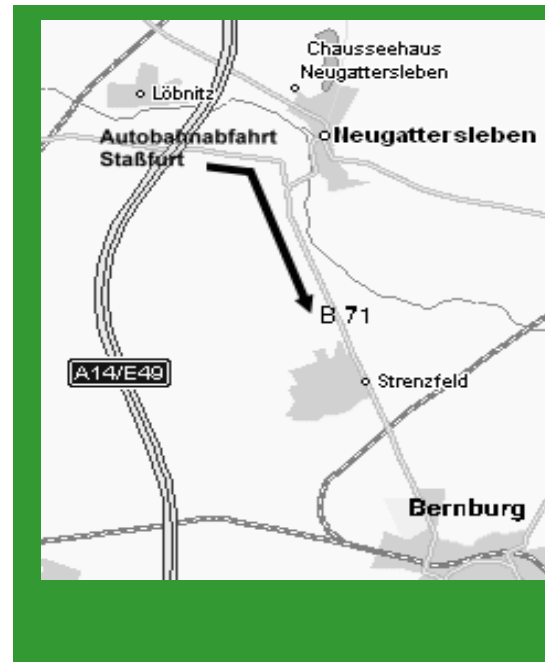 Chausseehaus
Neugattersleben
Löbnitz
Neugattersleben
Autobahnabfahrt
Staßfurt
B 71
A14/E49
Strenzfeld
Bernburg